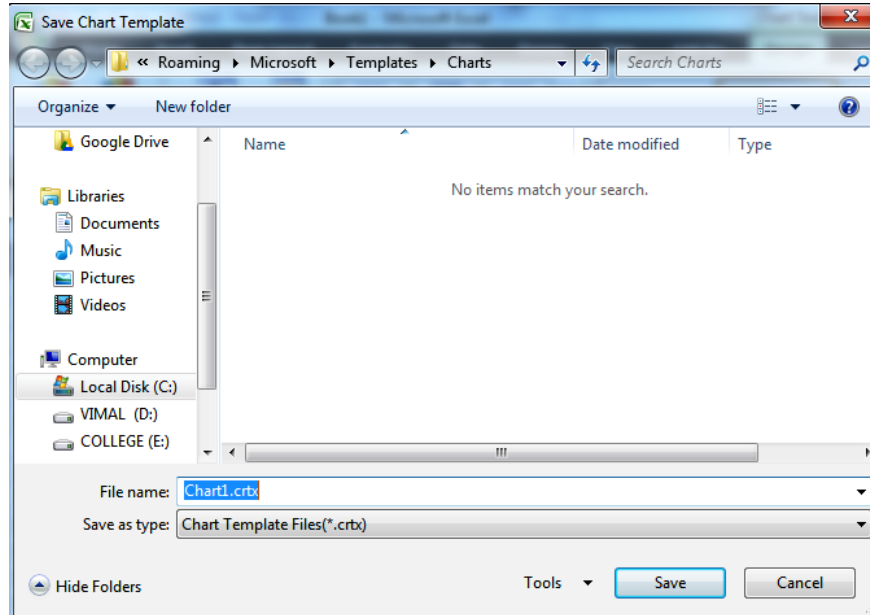 Save Chart Template
« Roaming Microsoft Templates Charts Search Charts
Organize New folder
Google Drive
Libraries
Documents
Music
Pictures
Videos
Computer
Local Disk (C:)
VIMAL (D:)
COLLEGE (E:)
Name Date modified Type
No items match your search.
File name: Chart1.crtx
Save as type: Chart Template Files(*.crtx)
Hide Folders Tools Save Cancel